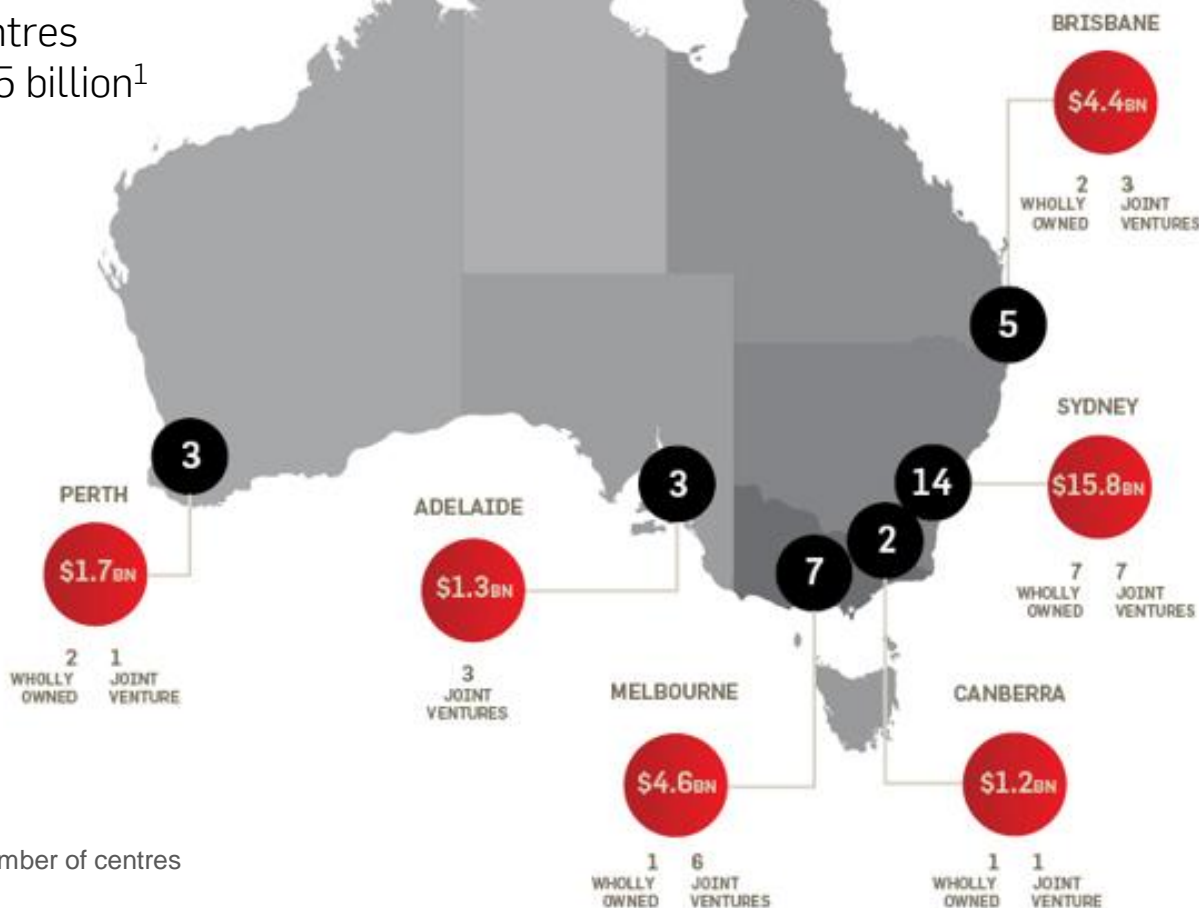 ntres
5 billion¹
BRISBANE
$4.4BN
2 3
WHOLLY JOINT
OWNED VENTURES
5
SYDNEY
14
$15.8BN
7 7
WHOLLY JOINT
OWNED VENTURES
3
PERTH
$1.7BN
2 1
WHOLLY JOINT
OWNED VENTURE
3
ADELAIDE
$1.3BN
3
JOINT
VENTURES
7
MELBOURNE
$4.6BN
1 6
WHOLLY JOINT
OWNED VENTURES
2
CANBERRA
$1.2BN
1 1
WHOLLY JOINT
OWNED VENTURE
mber of centres